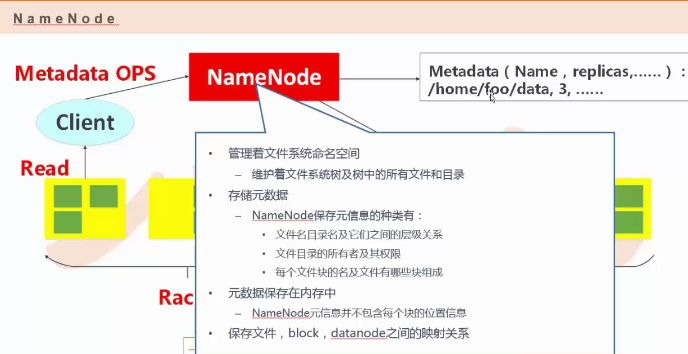 NameNode
Metadata OPS
NameNode
Metadata ( Name , replicas,...... ) :
/home/foo/data, 3, ......
Client
Read
• 管理着文件系统命名空间
– 维护着文件系统树及树中的所有文件和目录
• 存储元数据
– NameNode保存元信息的种类有：
• 文件名目录名及它们之间的层级关系
• 文件目录的所有者及其权限
• 每个文件块的名及文件有哪些块组成
• 元数据保存在内存中
– NameNode元信息并不包含每个块的位置信息
• 保存文件，block，datanode之间的映射关系
Rac